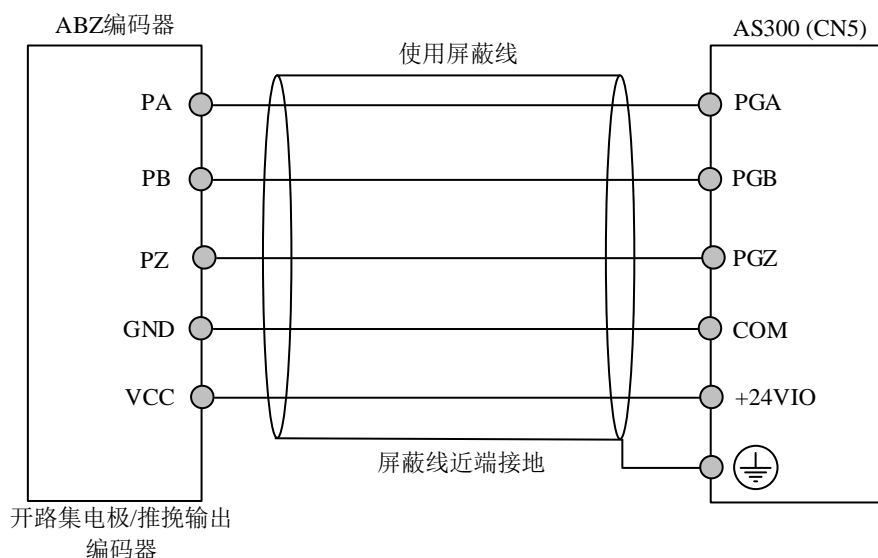 ABZ编码器
AS300 (CN5)
使用屏蔽线
PA
PGA
PB
PGB
PZ
PGZ
GND
COM
VCC
+24VIO
屏蔽线近端接地
开路集电极/推挽输出
编码器